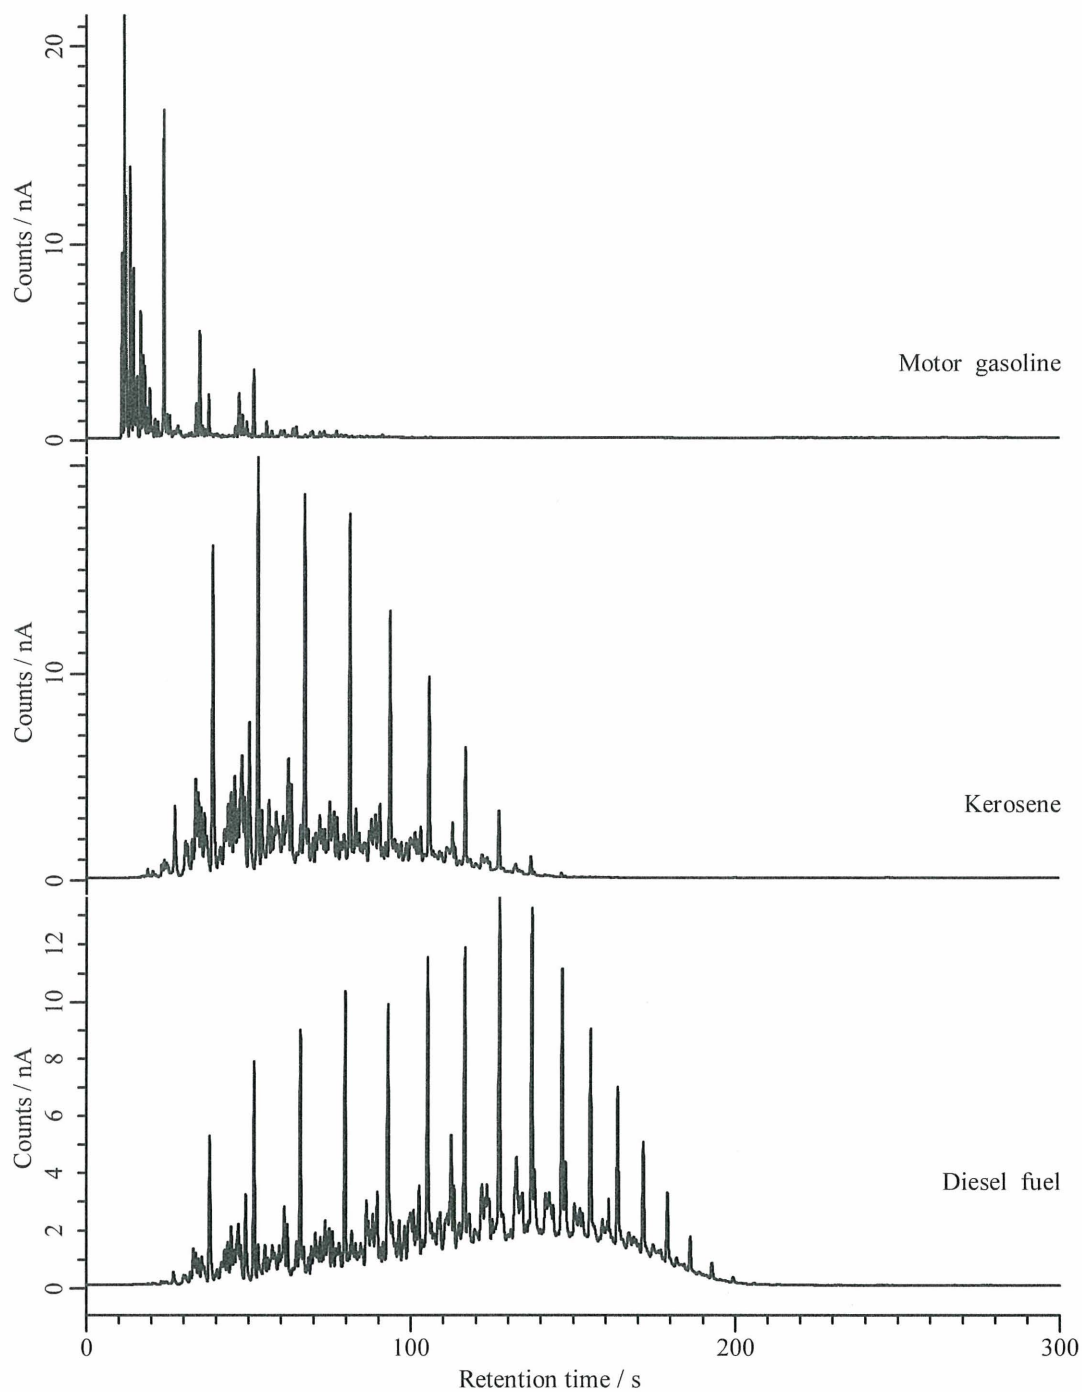 20
10
0
Counts / nA
Motor gasoline
10
0
Counts / nA
Kerosene
12
10
8
6
4
2
0
Counts / nA
Diesel fuel
0 100 200 300
Retention time / s